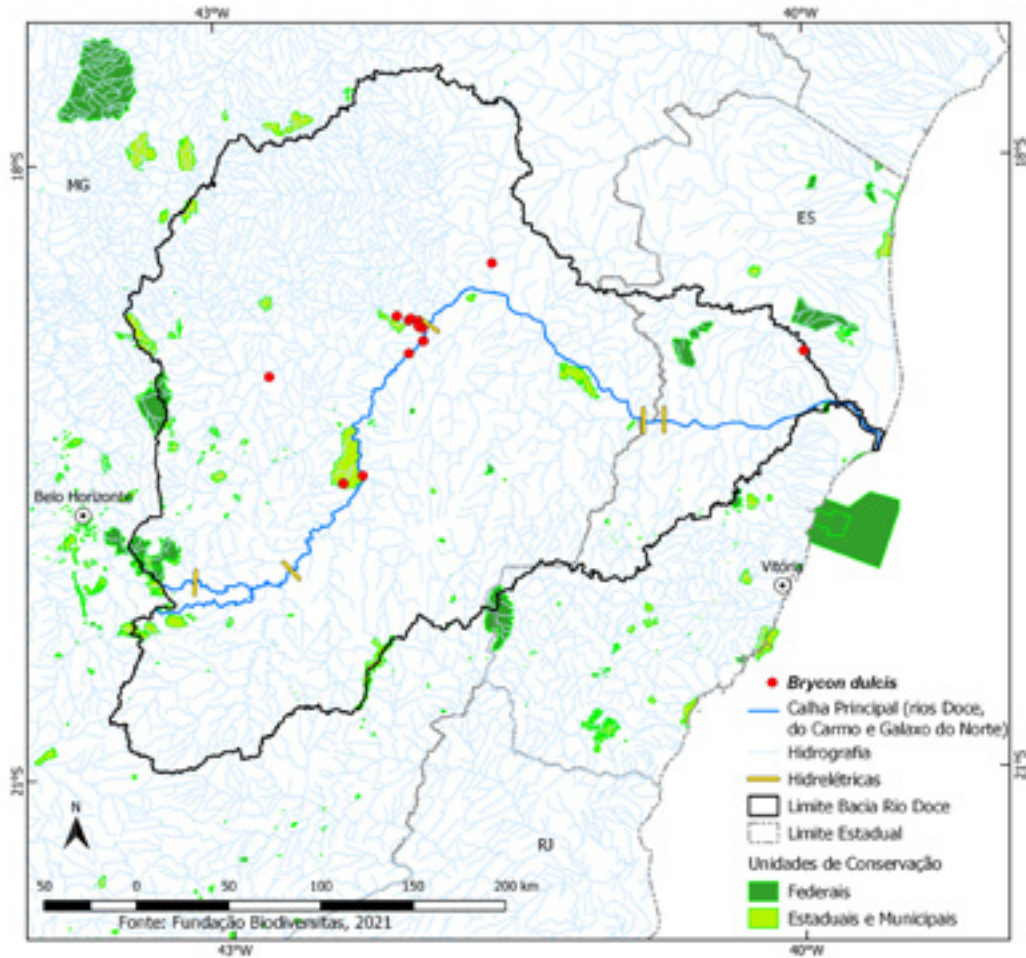 43°W
40°W
18°S
18°S
MG
ES
Belo Horizonte
Vitória
Brycon dulcis
Calha Principal (rios Doce,
do Carmo e Galaxo do Norte)
Hidrografia
Hidrelétricas
Limite Bacia Rio Doce
Limite Estadual
Unidades de Conservação
Federais
Estaduais e Municipais
21°S
21°S
N
RJ
50 0 50 100 150 200 km
Fonte: Fundação Biodiversitas, 2021
43°W
40°W